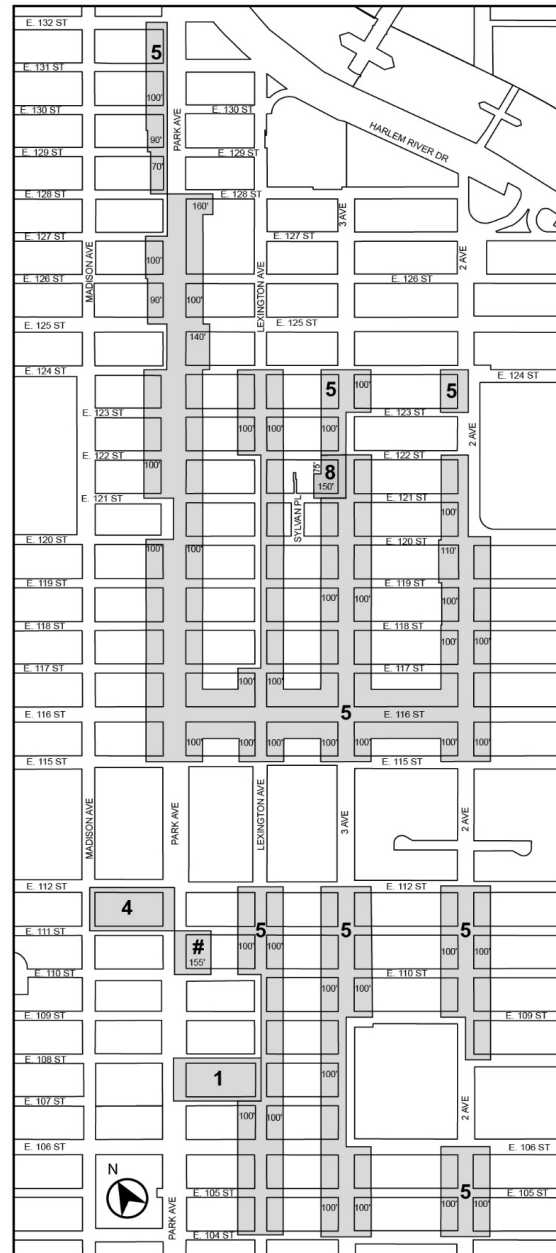 E. 132 ST
5
E. 131 ST
100'
E. 130 ST
E. 130 ST
90'
PARK AVE
HARLEM RIVER DR
E. 129 ST
E. 129 ST
70'
E. 128 ST
E. 128 ST
160'
3 AVE
E. 127 ST
E. 127 ST
2 AVE
MADISON AVE
100'
LEXINGTON AVE
E. 126 ST
E. 126 ST
90'
100'
E. 125 ST
E. 125 ST
140'
E. 124 ST
E. 124 ST
5
100'
5
E. 123 ST
E. 123 ST
100'
100'
100'
2 AVE
E. 122 ST
E. 122 ST
100'
75'
8
150'
E. 121 ST
E. 121 ST
SYLVAN PL
100'
E. 120 ST
E. 120 ST
100'
100'
110'
E. 119 ST
E. 119 ST
100'
100'
100'
E. 118 ST
E. 118 ST
100'
100'
E. 117 ST
E. 117 ST
100'
100'
5
E. 116 ST
E. 116 ST
100'
100'
100'
100'
100'
100'
100'
E. 115 ST
E. 115 ST
MADISON AVE
PARK AVE
LEXINGTON AVE
3 AVE
2 AVE
E. 112 ST
E. 112 ST
4
5
5
5
E. 111 ST
#
100'
100'
100'
100'
155'
E. 110 ST
E. 110 ST
100'
100'
E. 109 ST
E. 109 ST
E. 108 ST
1
100'
E. 107 ST
100'
100'
2 AVE
E. 106 ST
E. 106 ST
N
5
E. 105 ST
E. 105 ST
PARK AVE
100'
100'
100'
100'
E. 104 ST